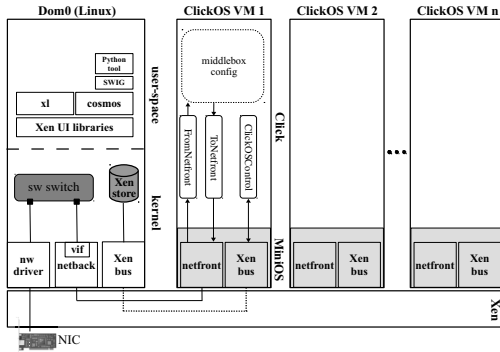 Dom0 (Linux)
ClickOS VM 1
ClickOS VM 2
ClickOS VM n
Python
tool
SWIG
xl
cosmos
Xen UI libraries
user-space
kernel
sw switch
Xen
store
nw
driver
vif
netback
Xen
bus
middlebox
config
FromNetfront
ToNetfront
ClickOSControl
Click
MiniOS
netfront
Xen
bus
netfront
Xen
bus
...
netfront
Xen
bus
Xen
NIC